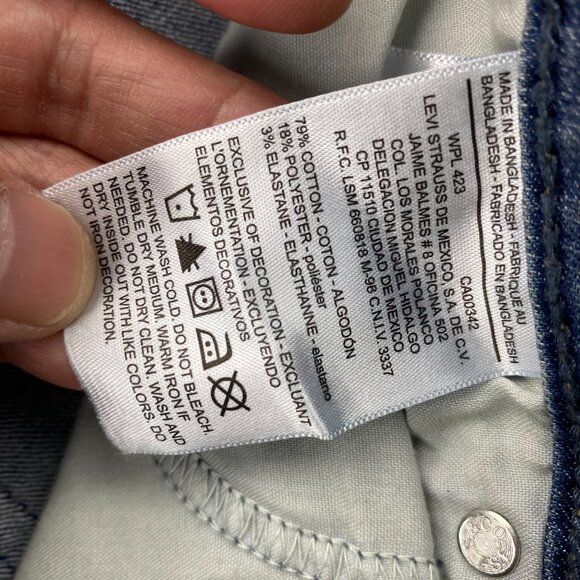 MADE IN BANGLADESH - FABRIQUE AU
BANGLADESH - FABRICADO EN BANGLADESH
WPL 423 CA00342
LEVI STRAUSS DE MEXICO, S.A. DE C.V.
JAIME BALMES # 8 OFICINA 502
COL. LOS MORALES POLANCO
DELEGACION MIGUEL HIDALGO
CP 11510 CIUDAD DE MEXICO
R.F.C. LSM 660818 M-96 C.N.I.V. 3337
79% COTTON - COTON - ALGODÓN
18% POLYESTER - poliéster
3% ELASTANE - ELASTHANNE - elastano
EXCLUSIVE OF DECORATION - EXCLUANT
L'ORNEMENTATION - EXCLUYENDO
ELEMENTOS DECORATIVOS
MACHINE WASH COLD. DO NOT BLEACH.
TUMBLE DRY MEDIUM. WARM IRON IF
NEEDED. DO NOT DRY CLEAN. WASH AND
DRY INSIDE OUT WITH LIKE COLORS. DO
NOT IRON DECORATION.